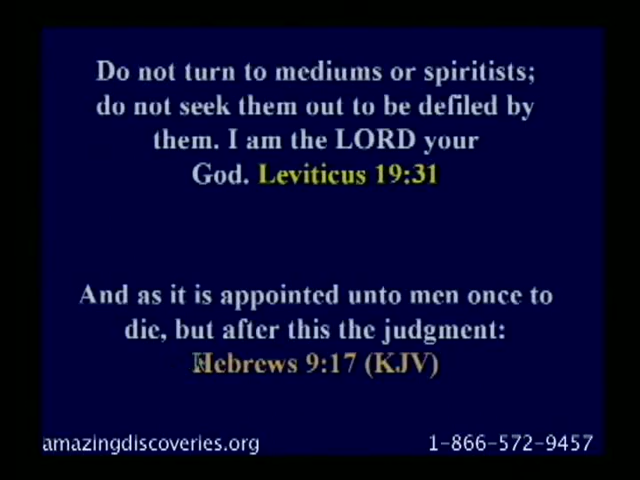 Do not turn to mediums or spiritists;
do not seek them out to be defiled by
them. I am the LORD your
God. Leviticus 19:31
And as it is appointed unto men once to
die, but after this the judgment:
Hebrews 9:17 (KJV)
amazingdiscoveries.org
1-866-572-9457